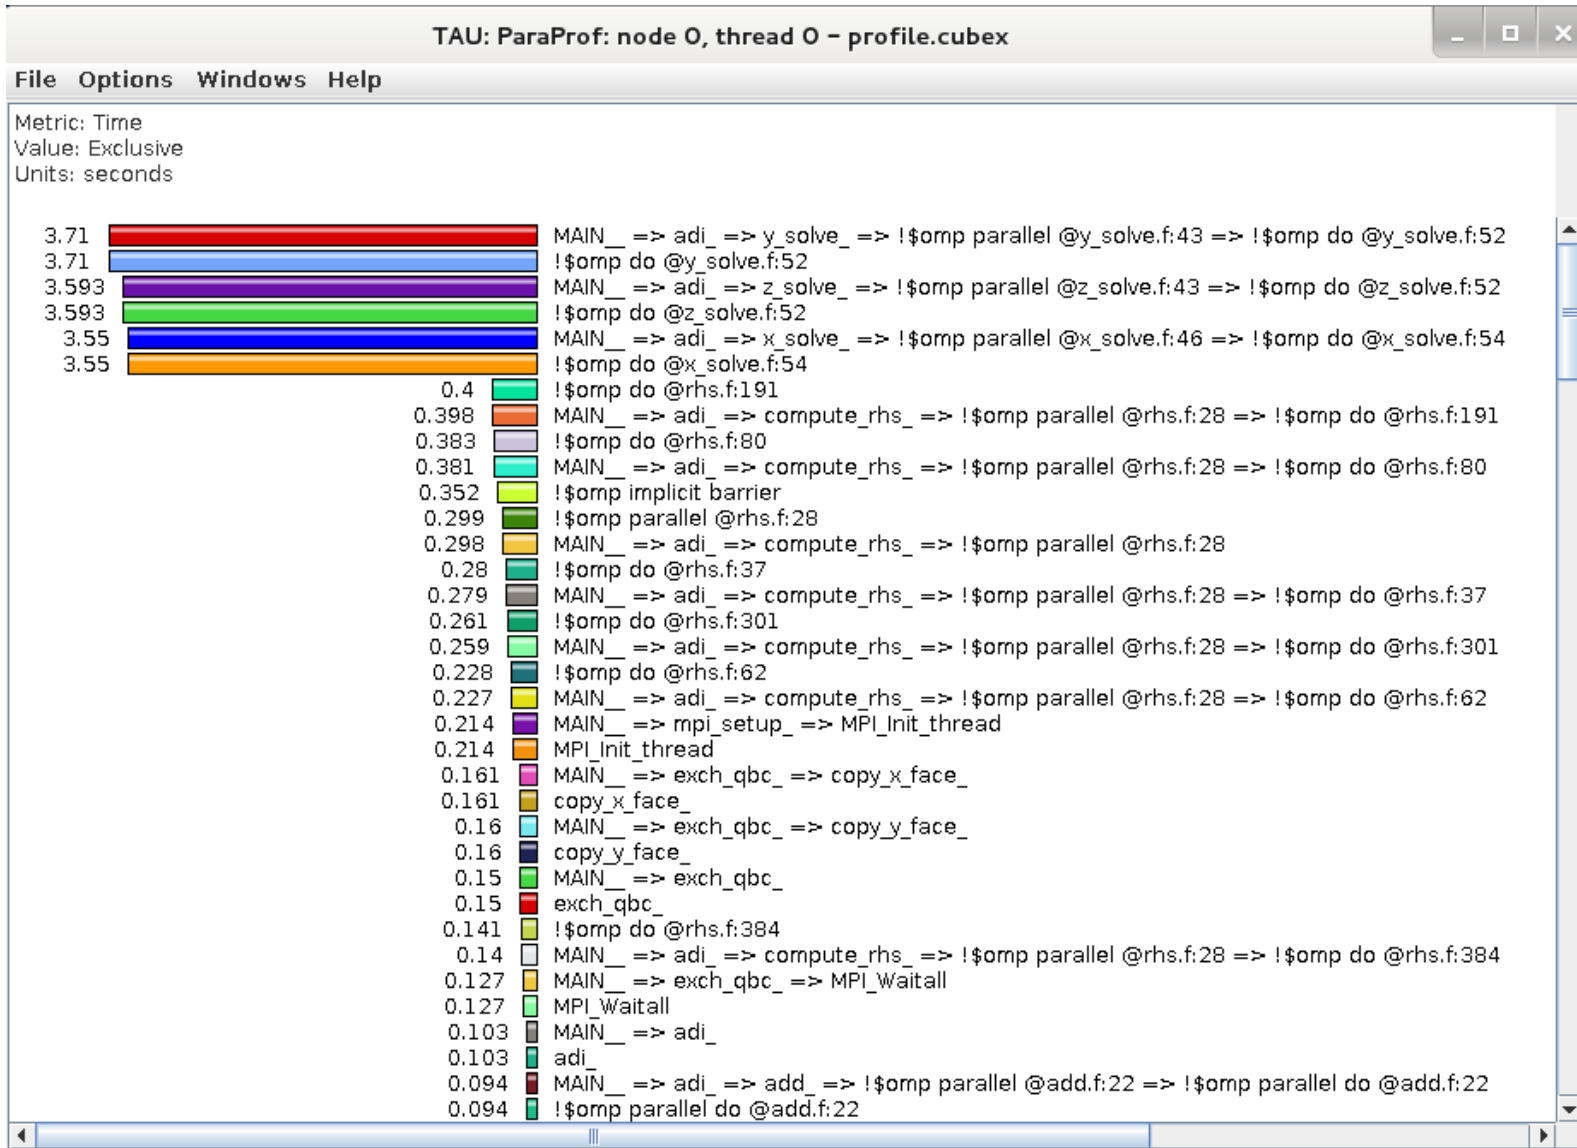 TAU: ParaProf: node 0, thread 0 – profile.cubex
File Options Windows Help
Metric: Time
Value: Exclusive
Units: seconds
3.71 MAIN__ => adi_ => y_solve_ => !$omp parallel @y_solve.f:43 => !$omp do @y_solve.f:52
3.71 !$omp do @y_solve.f:52
3.593 MAIN__ => adi_ => z_solve_ => !$omp parallel @z_solve.f:43 => !$omp do @z_solve.f:52
3.593 !$omp do @z_solve.f:52
3.55 MAIN__ => adi_ => x_solve_ => !$omp parallel @x_solve.f:46 => !$omp do @x_solve.f:54
3.55 !$omp do @x_solve.f:54
0.4 !$omp do @rhs.f:191
0.398 MAIN__ => adi_ => compute_rhs_ => !$omp parallel @rhs.f:28 => !$omp do @rhs.f:191
0.383 !$omp do @rhs.f:80
0.381 MAIN__ => adi_ => compute_rhs_ => !$omp parallel @rhs.f:28 => !$omp do @rhs.f:80
0.352 !$omp implicit barrier
0.299 !$omp parallel @rhs.f:28
0.298 MAIN__ => adi_ => compute_rhs_ => !$omp parallel @rhs.f:28
0.28 !$omp do @rhs.f:37
0.279 MAIN__ => adi_ => compute_rhs_ => !$omp parallel @rhs.f:28 => !$omp do @rhs.f:37
0.261 !$omp do @rhs.f:301
0.259 MAIN__ => adi_ => compute_rhs_ => !$omp parallel @rhs.f:28 => !$omp do @rhs.f:301
0.228 !$omp do @rhs.f:62
0.227 MAIN__ => adi_ => compute_rhs_ => !$omp parallel @rhs.f:28 => !$omp do @rhs.f:62
0.214 MAIN__ => mpi_setup_ => MPI_Init_thread
0.214 MPI_Init_thread
0.161 MAIN__ => exch_qbc_ => copy_x_face_
0.161 copy_x_face_
0.16 MAIN__ => exch_qbc_ => copy_y_face_
0.16 copy_y_face_
0.15 MAIN__ => exch_qbc_
0.15 exch_qbc_
0.141 !$omp do @rhs.f:384
0.14 MAIN__ => adi_ => compute_rhs_ => !$omp parallel @rhs.f:28 => !$omp do @rhs.f:384
0.127 MAIN__ => exch_qbc_ => MPI_Waitall
0.127 MPI_Waitall
0.103 MAIN__ => adi_
0.103 adi_
0.094 MAIN__ => adi_ => add_ => !$omp parallel @add.f:22 => !$omp parallel do @add.f:22
0.094 !$omp parallel do @add.f:22